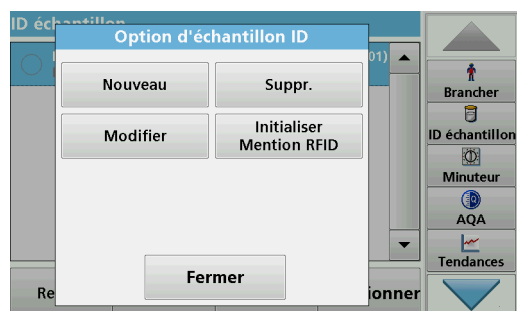 ID échantillon
Option d'échantillon ID
01)
Nouveau
Suppr.
Modifier
Initialiser
Mention RFID
Fermer
Re
ionner
Brancher
ID échantillon
Minuteur
AQA
Tendances